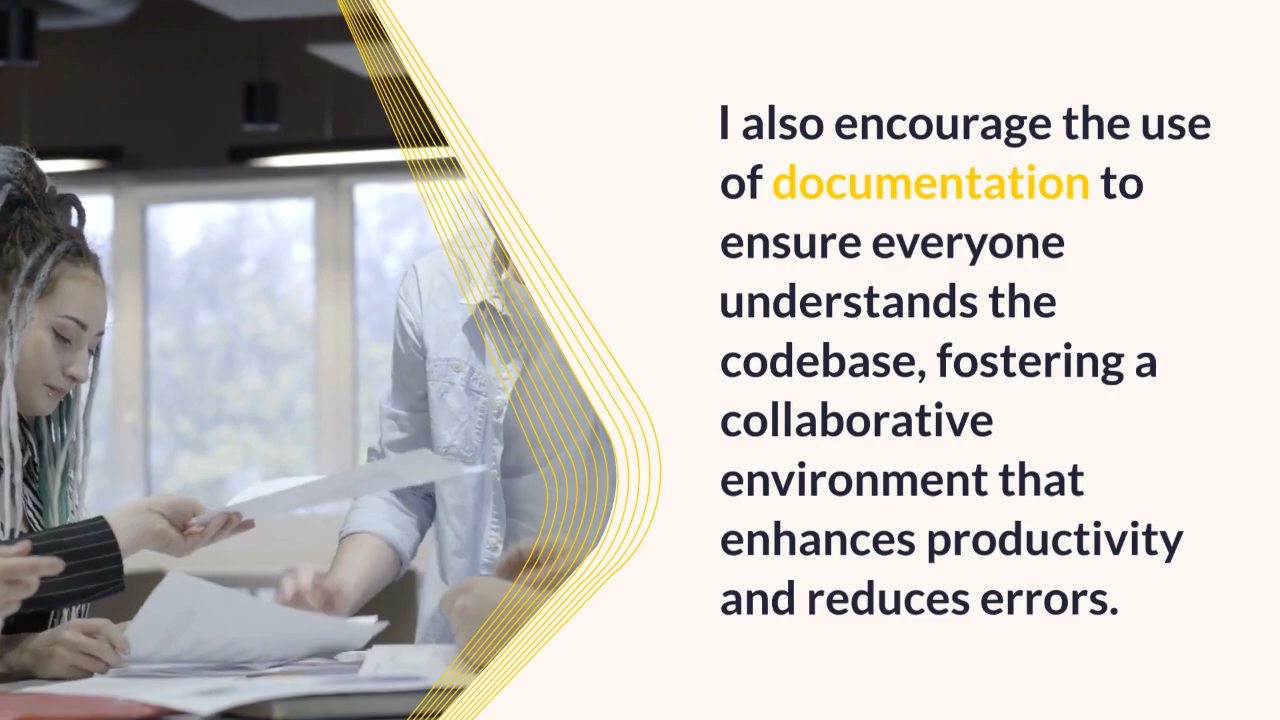 I also encourage the use
of documentation to
ensure everyone
understands the
codebase, fostering a
collaborative
environment that
enhances productivity
and reduces errors.